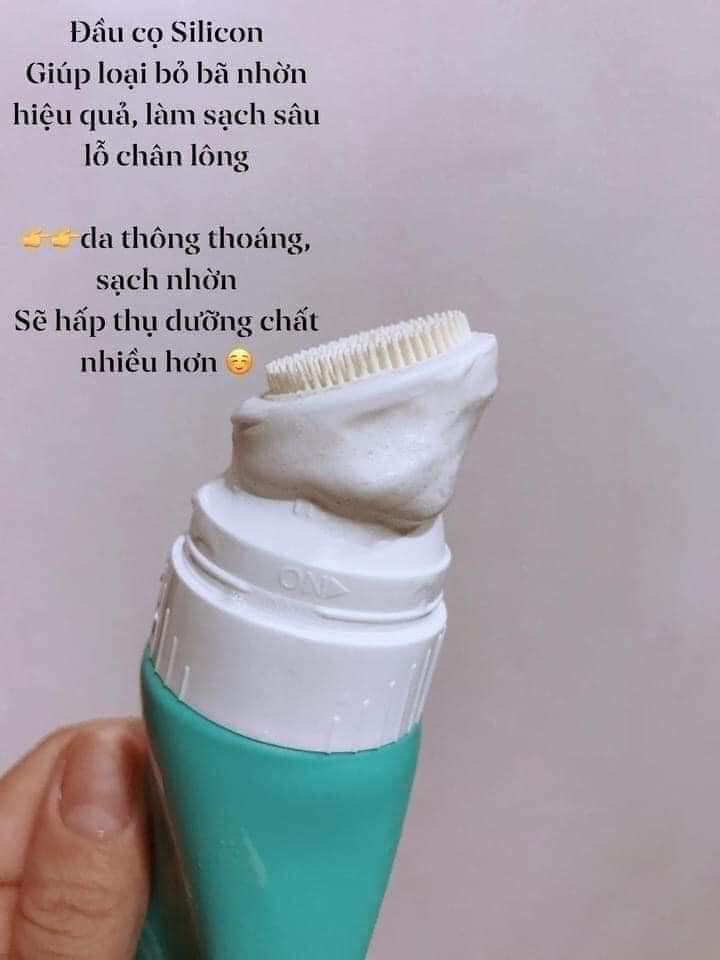 Đầu cọ Silicon
Giúp loại bỏ bã nhờn
hiệu quả, làm sạch sâu
lỗ chân lông
👉👉da thông thoáng,
sạch nhờn
Sẽ hấp thụ dưỡng chất
nhiều hơn ☺️
ON